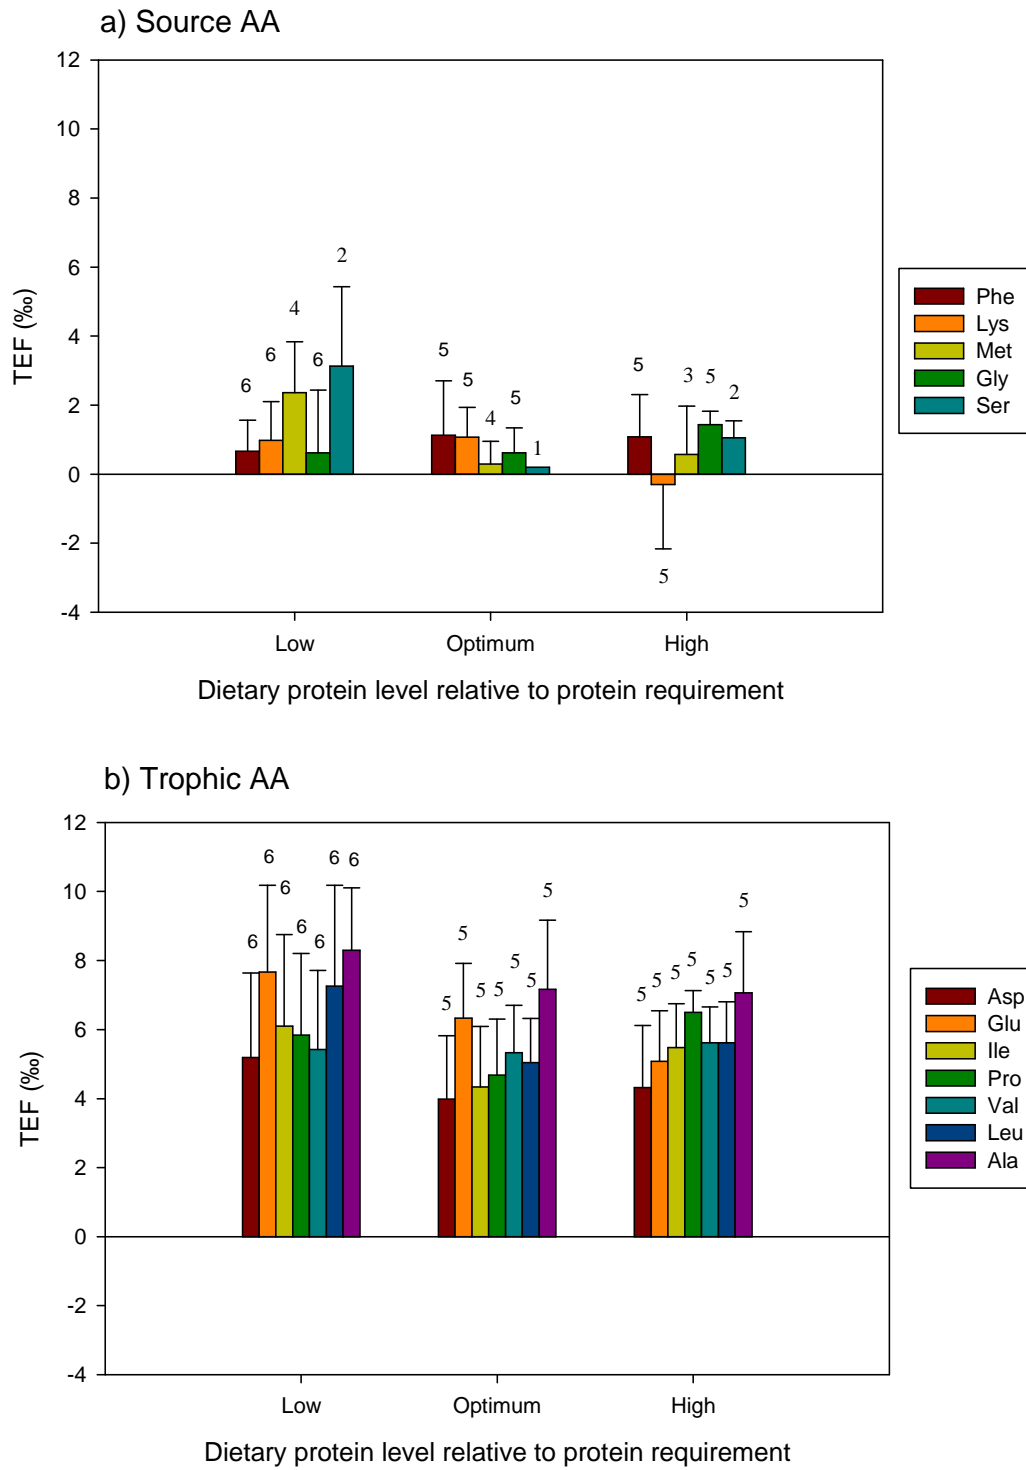 a) Source AA
12
10
8
6
4
2
0
-2
-4
TEF (‰)
6 6 4 6 2
5 5 4 5 1
5 5 3 5 2
Low Optimum High
Dietary protein level relative to protein requirement
Phe
Lys
Met
Gly
Ser
b) Trophic AA
12
10
8
6
4
2
0
-2
-4
TEF (‰)
6 6 6 6 6 6 6
5 5 5 5 5 5 5
5 5 5 5 5 5 5
Low Optimum High
Dietary protein level relative to protein requirement
Asp
Glu
Ile
Pro
Val
Leu
Ala